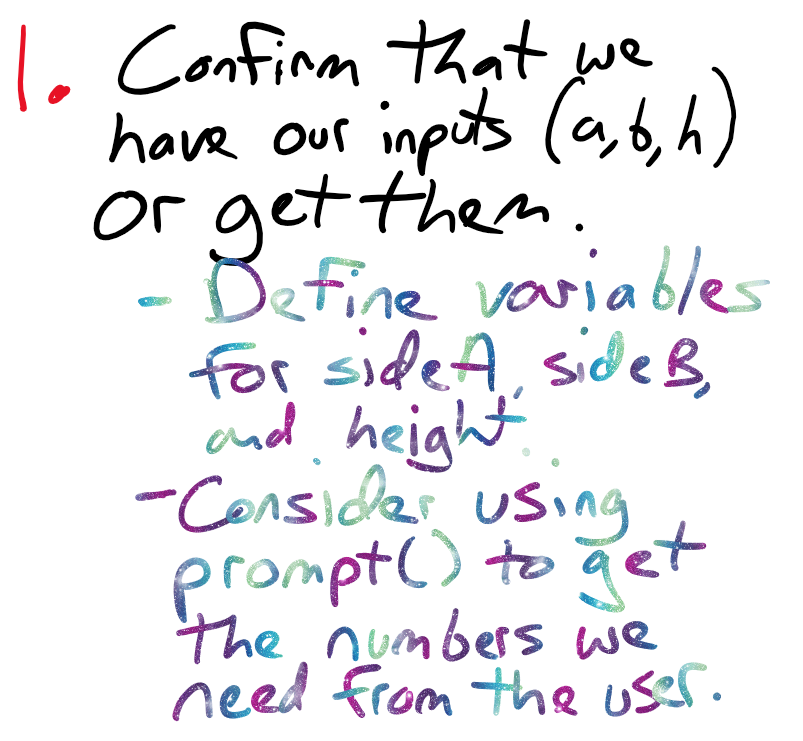 1. Confirm that we
have our inputs (a, b, h)
or get them.
- Define variables
for sideA, sideB,
and height.
- Consider using
prompt() to get
the numbers we
need from the user.